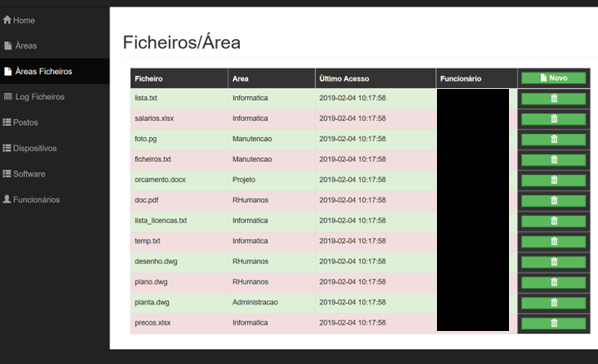 Home
Àreas
Àreas Ficheiros
Log Ficheiros
Postos
Dispositivos
Software
Funcionários
Ficheiros/Área
Ficheiro Area Ùltimo Acesso Funcionário Novo
lista.txt Informatica 2019-02-04 10:17:58
salarios.xlsx Informatica 2019-02-04 10:17:58
foto.pg Manutencao 2019-02-04 10:17:58
ficheiros.txt Manutencao 2019-02-04 10:17:58
orcamento.docx Projeto 2019-02-04 10:17:58
doc.pdf RHumanos 2019-02-04 10:17:58
lista_licencas.txt Informatica 2019-02-04 10:17:58
temp.txt Informatica 2019-02-04 10:17:58
desenho.dwg RHumanos 2019-02-04 10:17:58
plano.dwg RHumanos 2019-02-04 10:17:58
planta.dwg Administracao 2019-02-04 10:17:58
precos.xlsx Informatica 2019-02-04 10:17:58